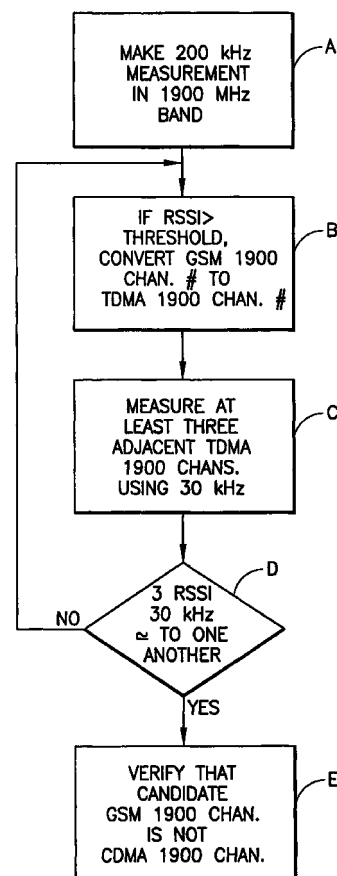 MAKE 200 kHz
MEASUREMENT
IN 1900 MHz
BAND
A
IF RSSI>
THRESHOLD,
CONVERT GSM 1900
CHAN. # TO
TDMA 1900 CHAN. #
B
MEASURE AT
LEAST THREE
ADJACENT TDMA
1900 CHANS.
USING 30 kHz
C
3 RSSI
30 kHz
≃ TO ONE
ANOTHER
D
NO
YES
VERIFY THAT
CANDIDATE
GSM 1900 CHAN.
IS NOT
CDMA 1900 CHAN.
E